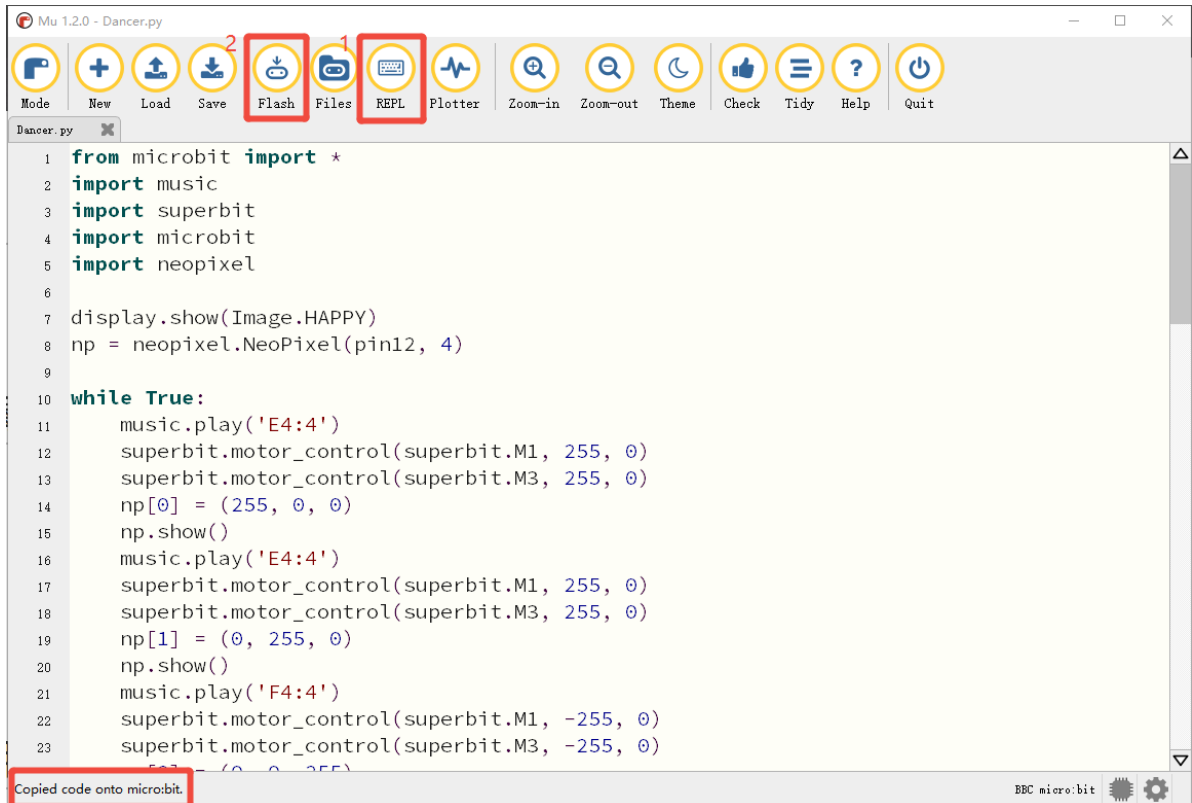 Mu 1.2.0 - Dancer.py
2 1
Mode New Load Save Flash Files REPL Plotter Zoom-in Zoom-out Theme Check Tidy Help Quit
Dancer.py
1 from microbit import *
2 import music
3 import superbit
4 import microbit
5 import neopixel
6
7 display.show(Image.HAPPY)
8 np = neopixel.NeoPixel(pin12, 4)
9
10 while True:
11 music.play('E4:4')
12 superbit.motor_control(superbit.M1, 255, 0)
13 superbit.motor_control(superbit.M3, 255, 0)
14 np[0] = (255, 0, 0)
15 np.show()
16 music.play('E4:4')
17 superbit.motor_control(superbit.M1, 255, 0)
18 superbit.motor_control(superbit.M3, 255, 0)
19 np[1] = (0, 255, 0)
20 np.show()
21 music.play('F4:4')
22 superbit.motor_control(superbit.M1, -255, 0)
23 superbit.motor_control(superbit.M3, -255, 0)
Copied code onto micro:bit. BBC micro:bit